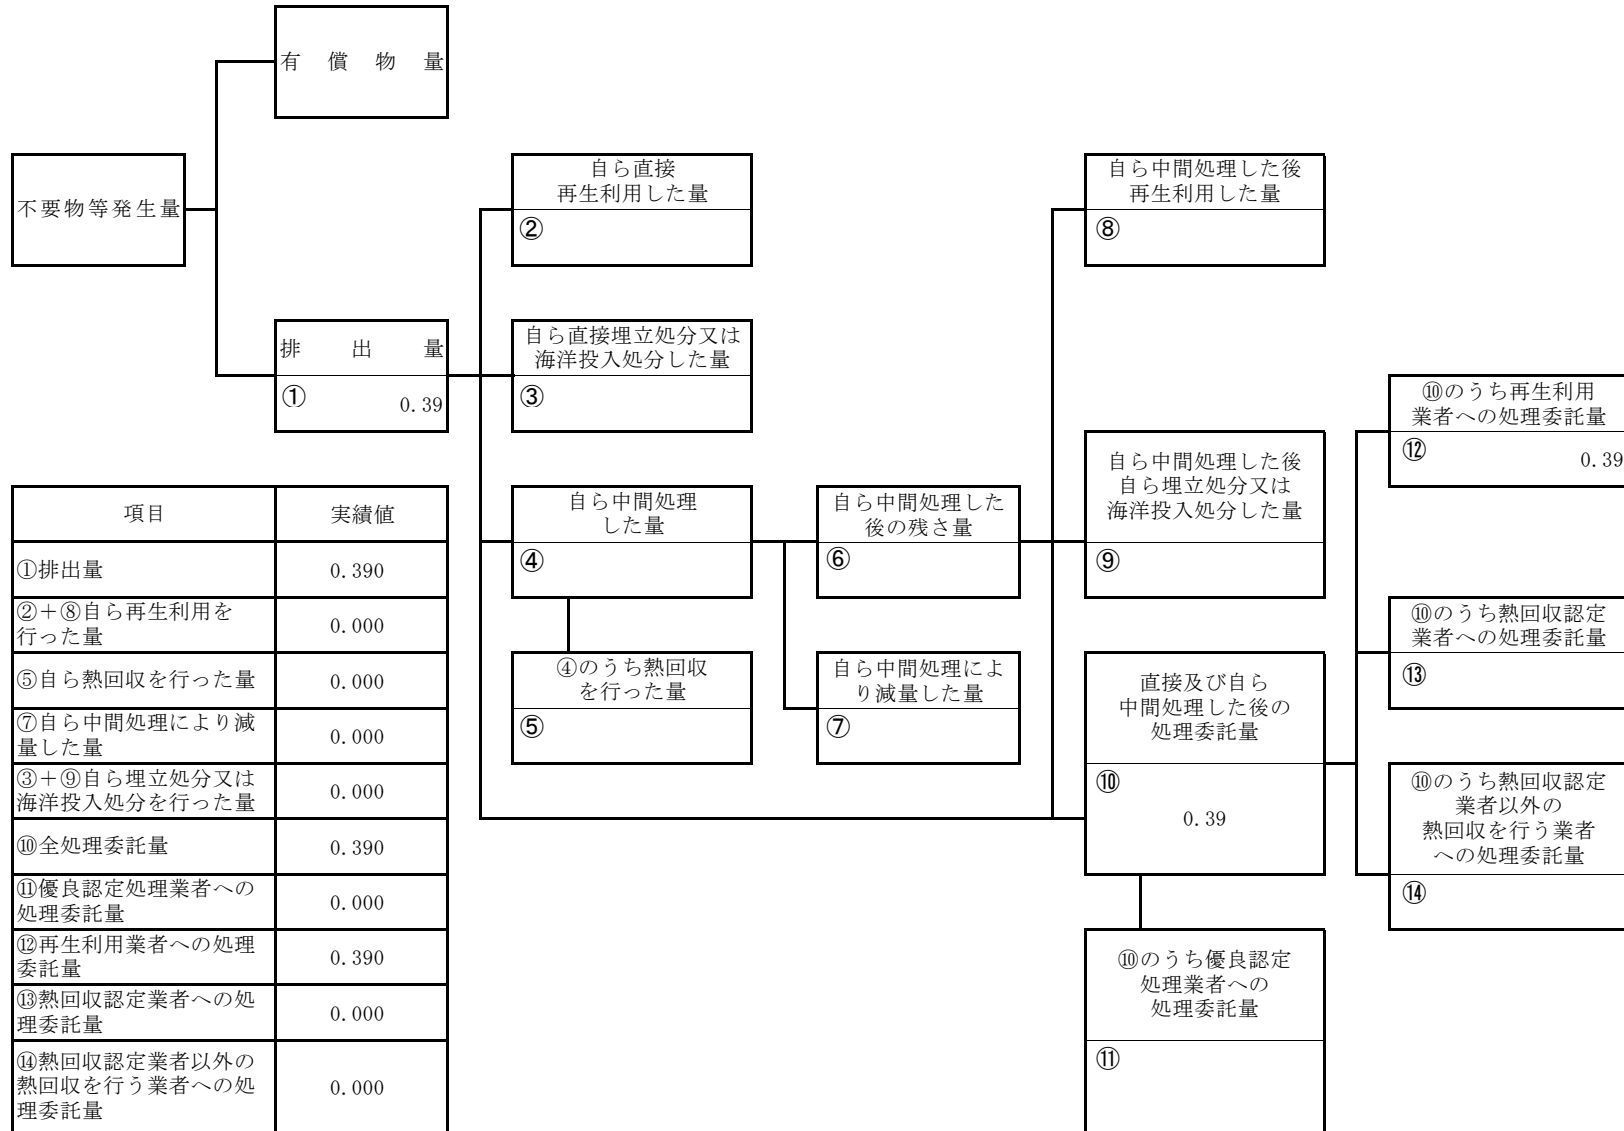 有償物量
不要物等発生量
排出量
①
0.39
自ら直接
再生利用した量
②
自ら直接埋立処分又は
海洋投入処分した量
③
自ら中間処理
した量
④
④のうち熱回収
を行った量
⑤
自ら中間処理した
後の残さ量
⑥
自ら中間処理によ
り減量した量
⑦
自ら中間処理した後
再生利用した量
⑧
自ら中間処理した後
自ら埋立処分又は
海洋投入処分した量
⑨
直接及び自ら
中間処理した後の
処理委託量
⑩
0.39
⑩のうち優良認定
処理業者への
処理委託量
⑪
⑩のうち再生利用
業者への処理委託量
⑫
0.39
⑩のうち熱回収認定
業者への処理委託量
⑬
⑩のうち熱回収認定
業者以外の
熱回収を行う業者
への処理委託量
⑭
項目 実績値
①排出量 0.390
②+⑧自ら再生利用を
行った量 0.000
⑤自ら熱回収を行った量 0.000
⑦自ら中間処理により減
量した量 0.000
③+⑨自ら埋立処分又は
海洋投入処分を行った量 0.000
⑩全処理委託量 0.390
⑪優良認定処理業者への
処理委託量 0.000
⑫再生利用業者への処理
委託量 0.390
⑬熱回収認定業者への処
理委託量 0.000
⑭熱回収認定業者以外の
熱回収を行う業者への処
理委託量 0.000